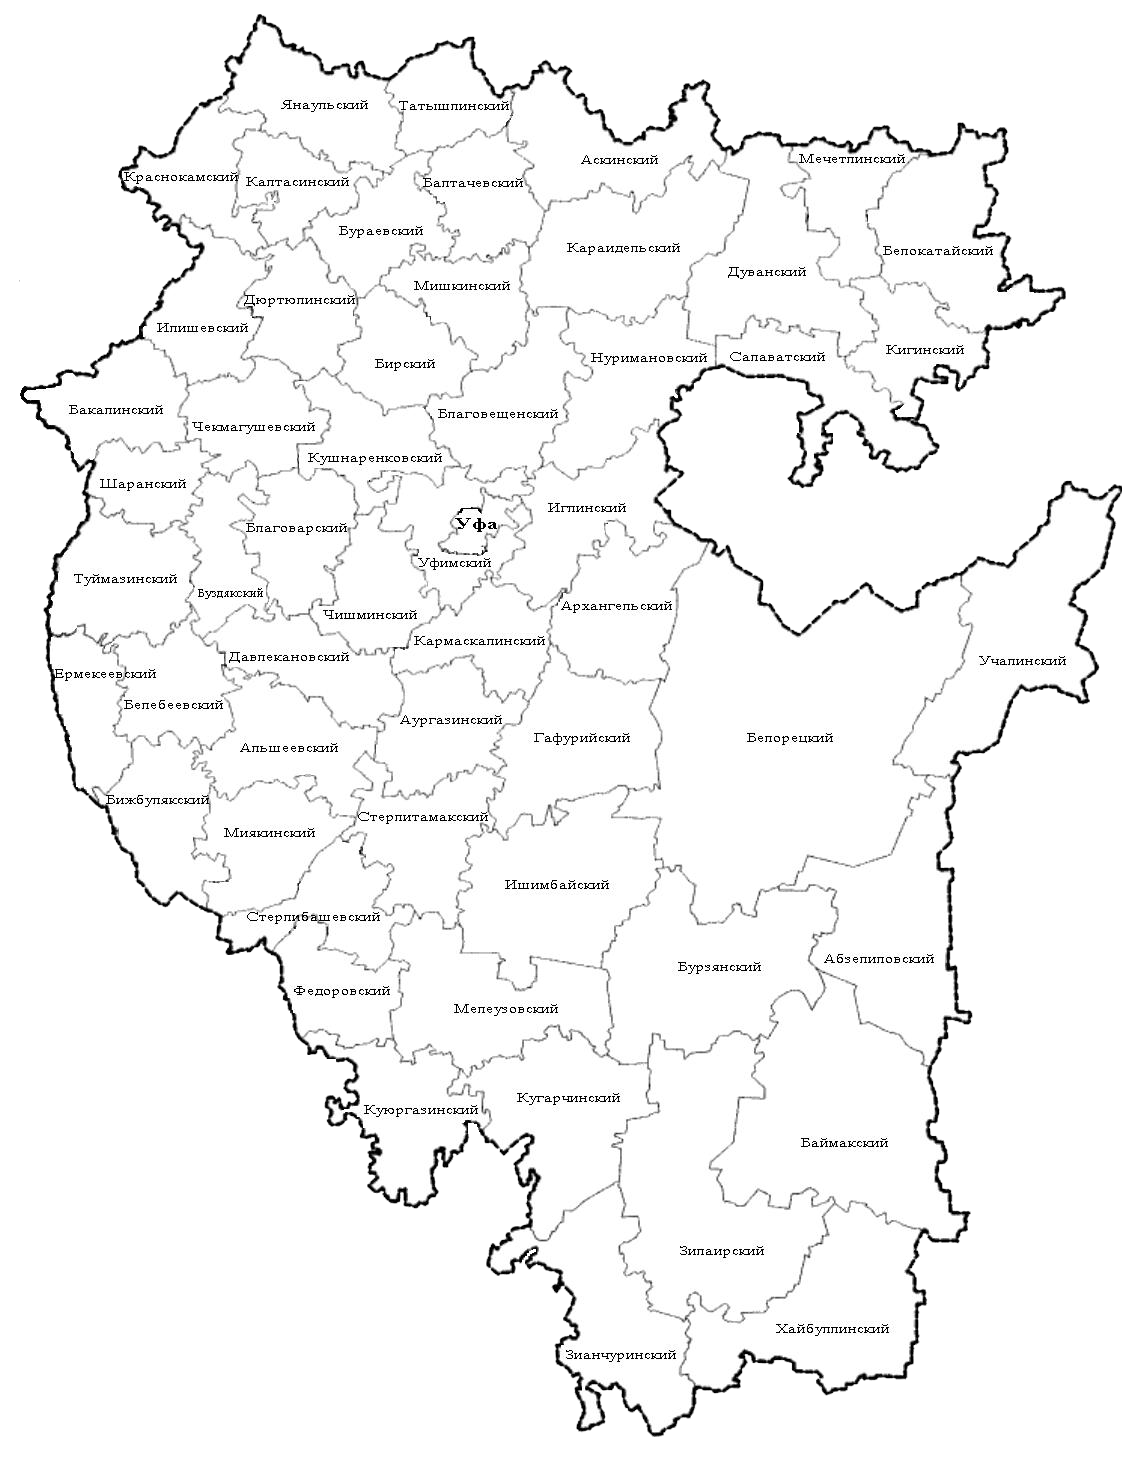 Янаульский
Татышлинский
Аскинский
Мечетлинский
Краснокамский
Калтасинский
Балтачевский
Бураевский
Караидельский
Белокатайский
Дуванский
Мишкинский
Дюртюлинский
Илишевский
Бирский
Нуримановский
Салаватский
Кигинский
Бакалинский
Чекмагушевский
Благовещенский
Кушнаренковский
Шаранский
Иглинский
Уфа
Благоварский
Уфимский
Туймазинский
Буздякский
Архангельский
Чишминский
Кармаскалинский
Давлекановский
Учалинский
Ермекеевский
Белебеевский
Аургазинский
Гафурийский
Белорецкий
Альшеевский
Бижбулякский
Стерлитамакский
Миякинский
Ишимбайский
Стерлибашевский
Абзелиловский
Бурзянский
Федоровский
Мелеузовский
Кугарчинский
Куюргазинский
Баймакский
Зилаирский
Хайбуллинский
Зианчуринский